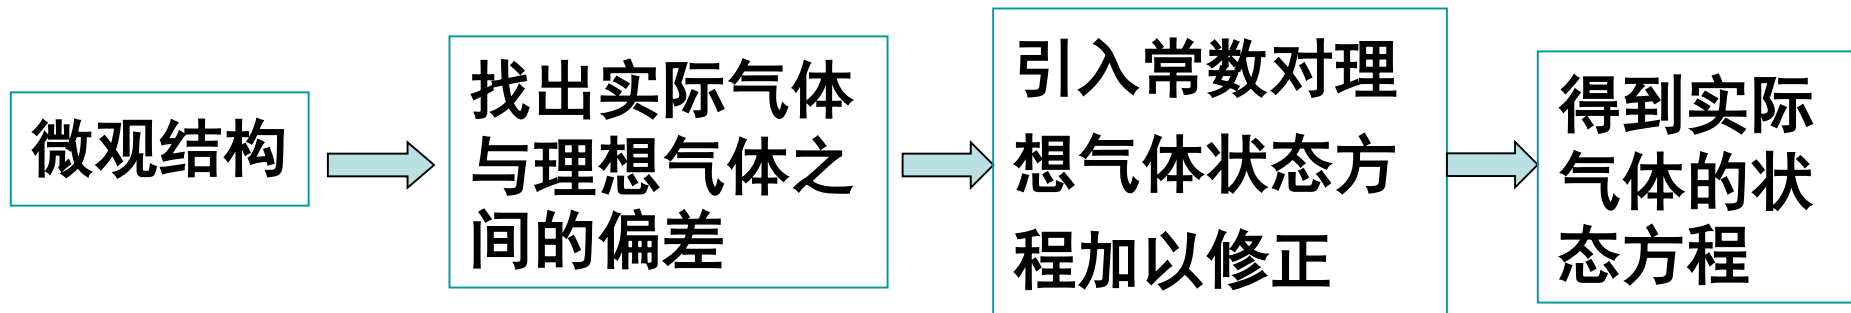 微观结构
找出实际气体
与理想气体之
间的偏差
引入常数对理
想气体状态方
程加以修正
得到实际
气体的状
态方程